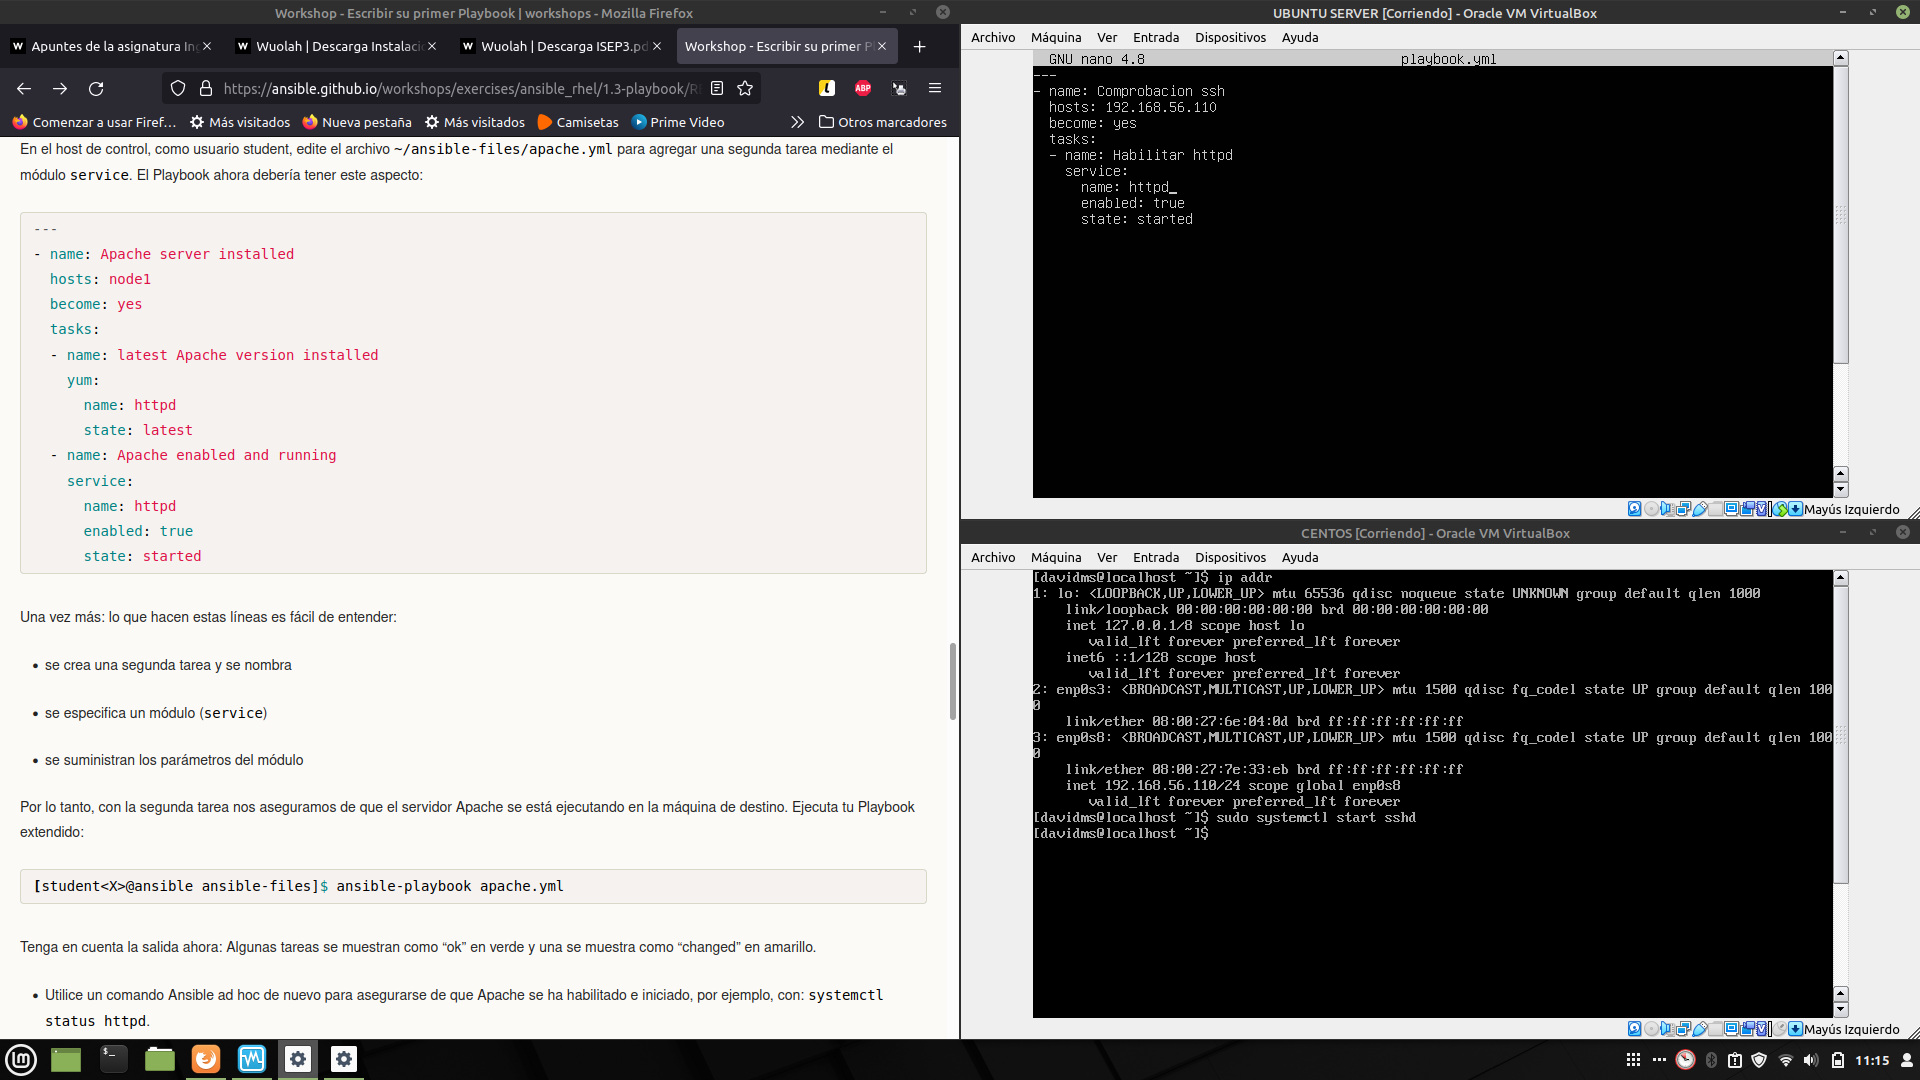 Workshop - Escribir su primer Playbook | workshops - Mozilla Firefox
Apuntes de la asignatura In
Wuolah | Descarga Instalaci
Wuolah | Descarga ISEP3.pd
Workshop - Escribir su primer P
https://ansible.github.io/workshops/exercises/ansible_rhel/1.3-playbook/R
ABP
Comenzar a usar Firef…
Más visitados
Nueva pestaña
Más visitados
Camisetas
Prime Video
Otros marcadores
En el host de control, como usuario student, edite el archivo ~/ansible-files/apache.yml para agregar una segunda tarea mediante el
módulo service. El Playbook ahora debería tener este aspecto:
---
- name: Apache server installed
  hosts: node1
  become: yes
  tasks:
  - name: latest Apache version installed
    yum:
      name: httpd
      state: latest
  - name: Apache enabled and running
    service:
      name: httpd
      enabled: true
      state: started
Una vez más: lo que hacen estas líneas es fácil de entender:
• se crea una segunda tarea y se nombra
• se especifica un módulo (service)
• se suministran los parámetros del módulo
Por lo tanto, con la segunda tarea nos aseguramos de que el servidor Apache se está ejecutando en la máquina de destino. Ejecuta tu Playbook
extendido:
[student<X>@ansible ansible-files]$ ansible-playbook apache.yml
Tenga en cuenta la salida ahora: Algunas tareas se muestran como “ok” en verde y una se muestra como “changed” en amarillo.
• Utilice un comando Ansible ad hoc de nuevo para asegurarse de que Apache se ha habilitado e iniciado, por ejemplo, con: systemctl
status httpd.
UBUNTU SERVER [Corriendo] - Oracle VM VirtualBox
Archivo Máquina Ver Entrada Dispositivos Ayuda
GNU nano 4.8 playbook.yml
---
- name: Comprobacion ssh
  hosts: 192.168.56.110
  become: yes
  tasks:
  - name: Habilitar httpd
    service:
      name: httpd_
      enabled: true
      state: started
Mayús Izquierdo
CENTOS [Corriendo] - Oracle VM VirtualBox
Archivo Máquina Ver Entrada Dispositivos Ayuda
[davidms@localhost ~]$ ip addr
1: lo: <LOOPBACK,UP,LOWER_UP> mtu 65536 qdisc noqueue state UNKNOWN group default qlen 1000
    link/loopback 00:00:00:00:00:00 brd 00:00:00:00:00:00
    inet 127.0.0.1/8 scope host lo
       valid_lft forever preferred_lft forever
    inet6 ::1/128 scope host
       valid_lft forever preferred_lft forever
2: enp0s3: <BROADCAST,MULTICAST,UP,LOWER_UP> mtu 1500 qdisc fq_codel state UP group default qlen 100
0
    link/ether 08:00:27:6e:04:0d brd ff:ff:ff:ff:ff:ff
3: enp0s8: <BROADCAST,MULTICAST,UP,LOWER_UP> mtu 1500 qdisc fq_codel state UP group default qlen 100
0
    link/ether 08:00:27:7e:33:eb brd ff:ff:ff:ff:ff:ff
    inet 192.168.56.110/24 scope global enp0s8
       valid_lft forever preferred_lft forever
[davidms@localhost ~]$ sudo systemctl start sshd
[davidms@localhost ~]$
Mayús Izquierdo
11:15